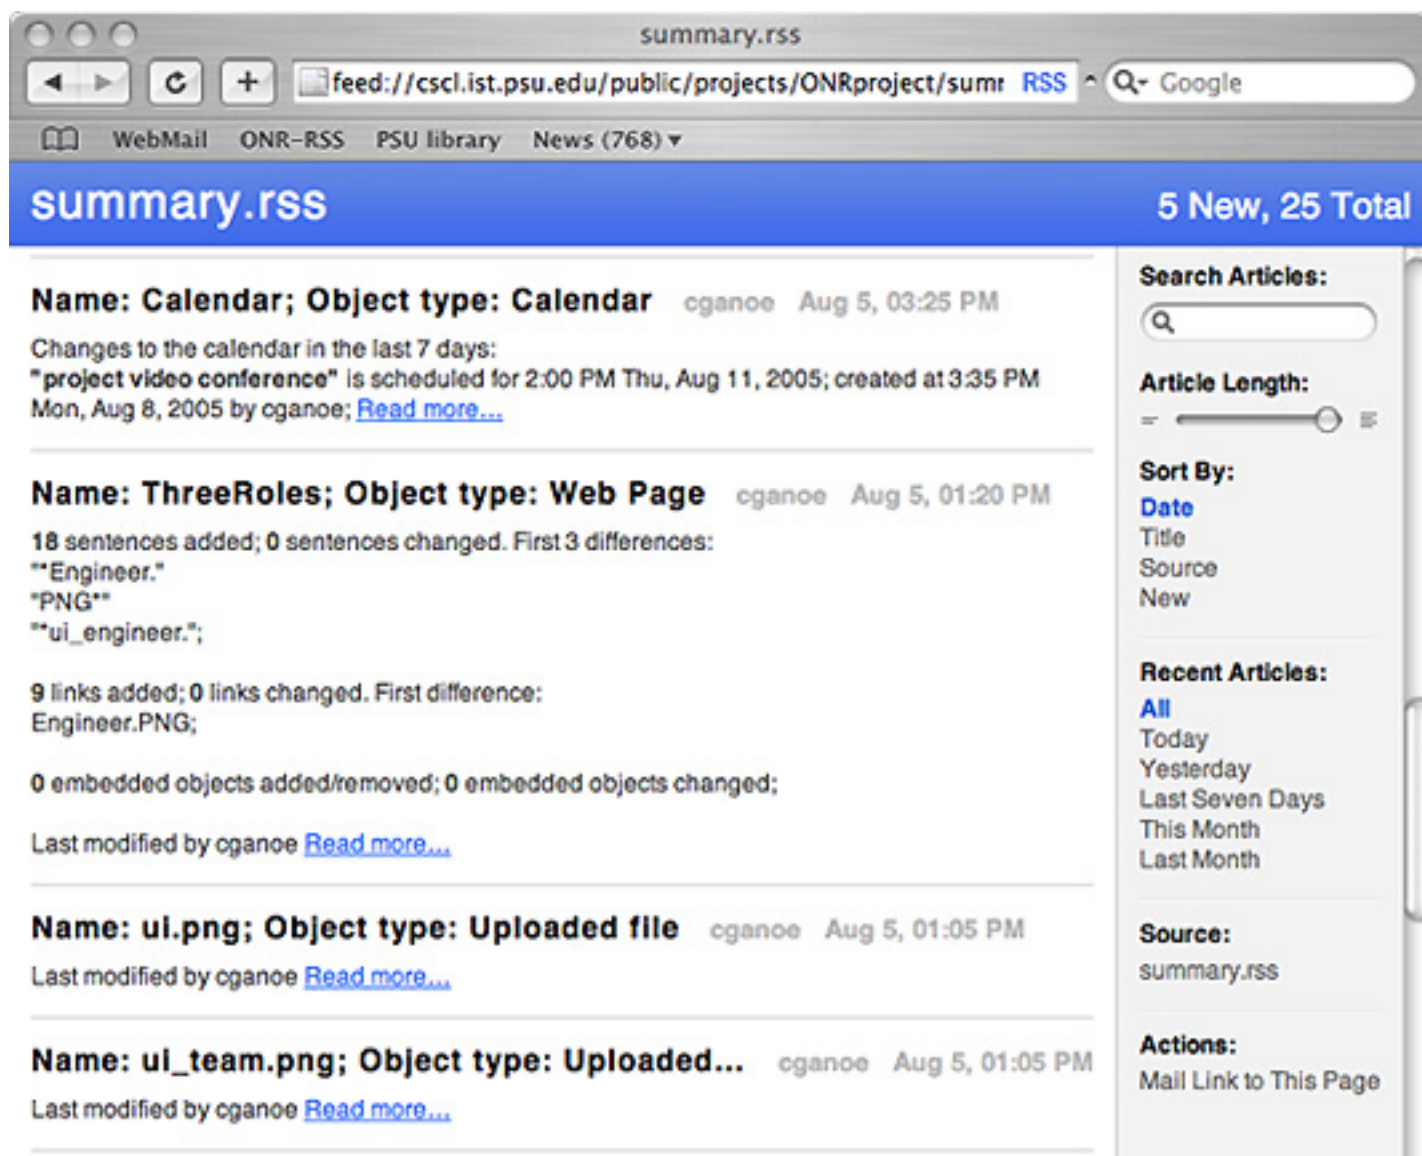 summary.rss
feed://cscl.ist.psu.edu/public/projects/ONRproject/sumr RSS Google
WebMail ONR-RSS PSU library News (768)
summary.rss 5 New, 25 Total
Name: Calendar; Object type: Calendar cganoe Aug 5, 03:25 PM
Changes to the calendar in the last 7 days:
"project video conference" is scheduled for 2:00 PM Thu, Aug 11, 2005; created at 3:35 PM
Mon, Aug 8, 2005 by cganoe; Read more...
Name: ThreeRoles; Object type: Web Page cganoe Aug 5, 01:20 PM
18 sentences added; 0 sentences changed. First 3 differences:
"*Engineer."
"PNG*"
"*ui_engineer.";
9 links added; 0 links changed. First difference:
Engineer.PNG;
0 embedded objects added/removed; 0 embedded objects changed;
Last modified by cganoe Read more...
Name: ui.png; Object type: Uploaded file cganoe Aug 5, 01:05 PM
Last modified by cganoe Read more...
Name: ui_team.png; Object type: Uploaded... cganoe Aug 5, 01:05 PM
Last modified by cganoe Read more...
Search Articles:
Article Length:
Sort By:
Date
Title
Source
New
Recent Articles:
All
Today
Yesterday
Last Seven Days
This Month
Last Month
Source:
summary.rss
Actions:
Mail Link to This Page